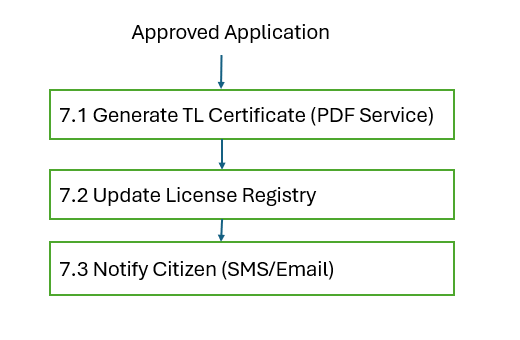 Approved Application
7.1 Generate TL Certificate (PDF Service)
7.2 Update License Registry
7.3 Notify Citizen (SMS/Email)